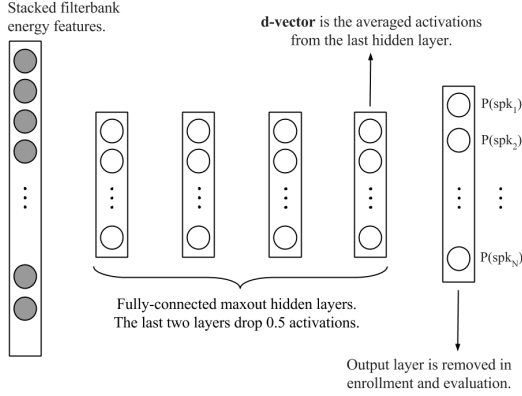 Stacked filterbank
energy features.
d-vector is the averaged activations
from the last hidden layer.
P(spk1)
P(spk2)
P(spkN)
Fully-connected maxout hidden layers.
The last two layers drop 0.5 activations.
Output layer is removed in
enrollment and evaluation.